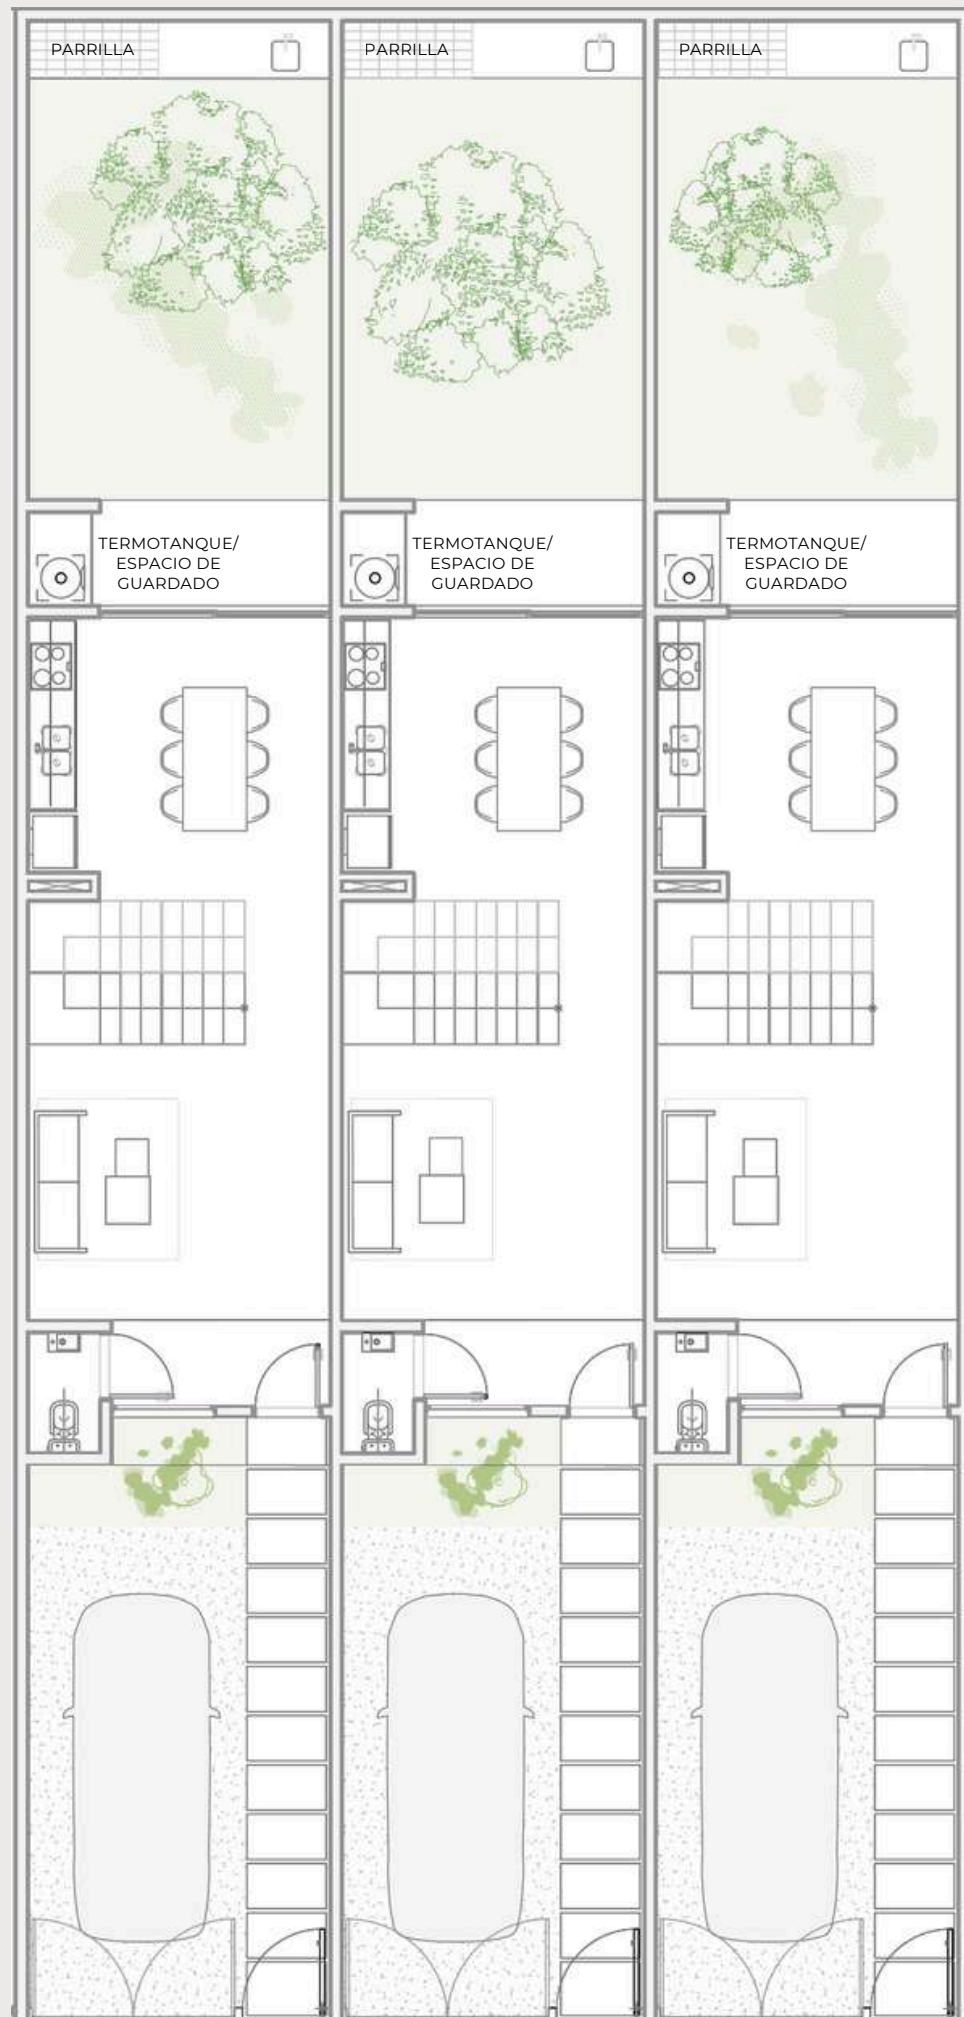 PARRILLA
PARRILLA
PARRILLA
TERMOTANQUE/
ESPACIO DE
GUARDADO
TERMOTANQUE/
ESPACIO DE
GUARDADO
TERMOTANQUE/
ESPACIO DE
GUARDADO